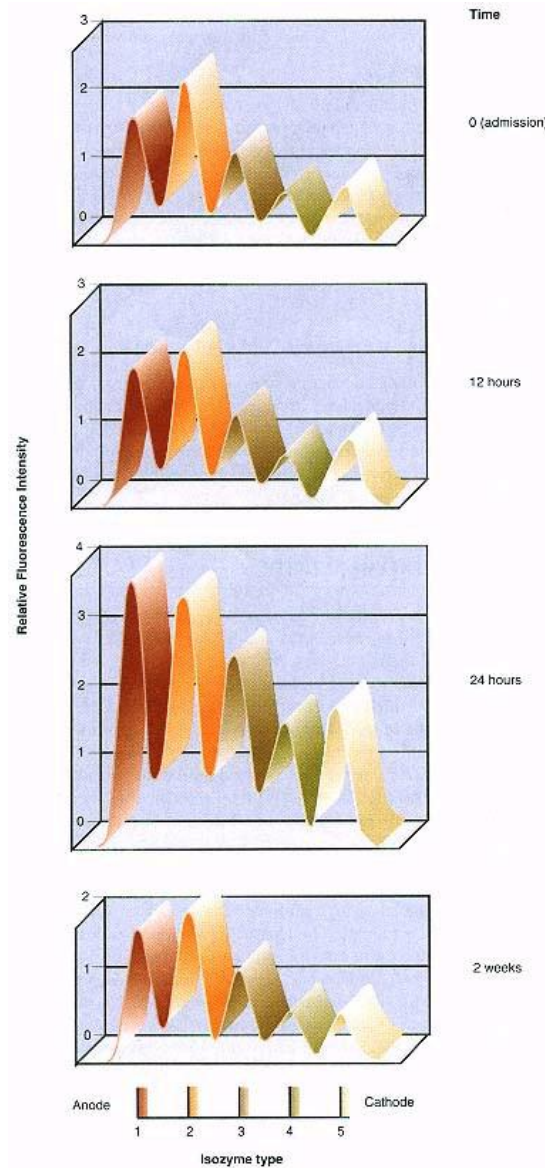 Time
3
2
1
0
0 (admission)
3
2
1
0
12 hours
Relative Fluorescence Intensity
4
3
2
1
0
24 hours
2
1
0
2 weeks
Anode
Cathode
1 2 3 4 5
Isozyme type